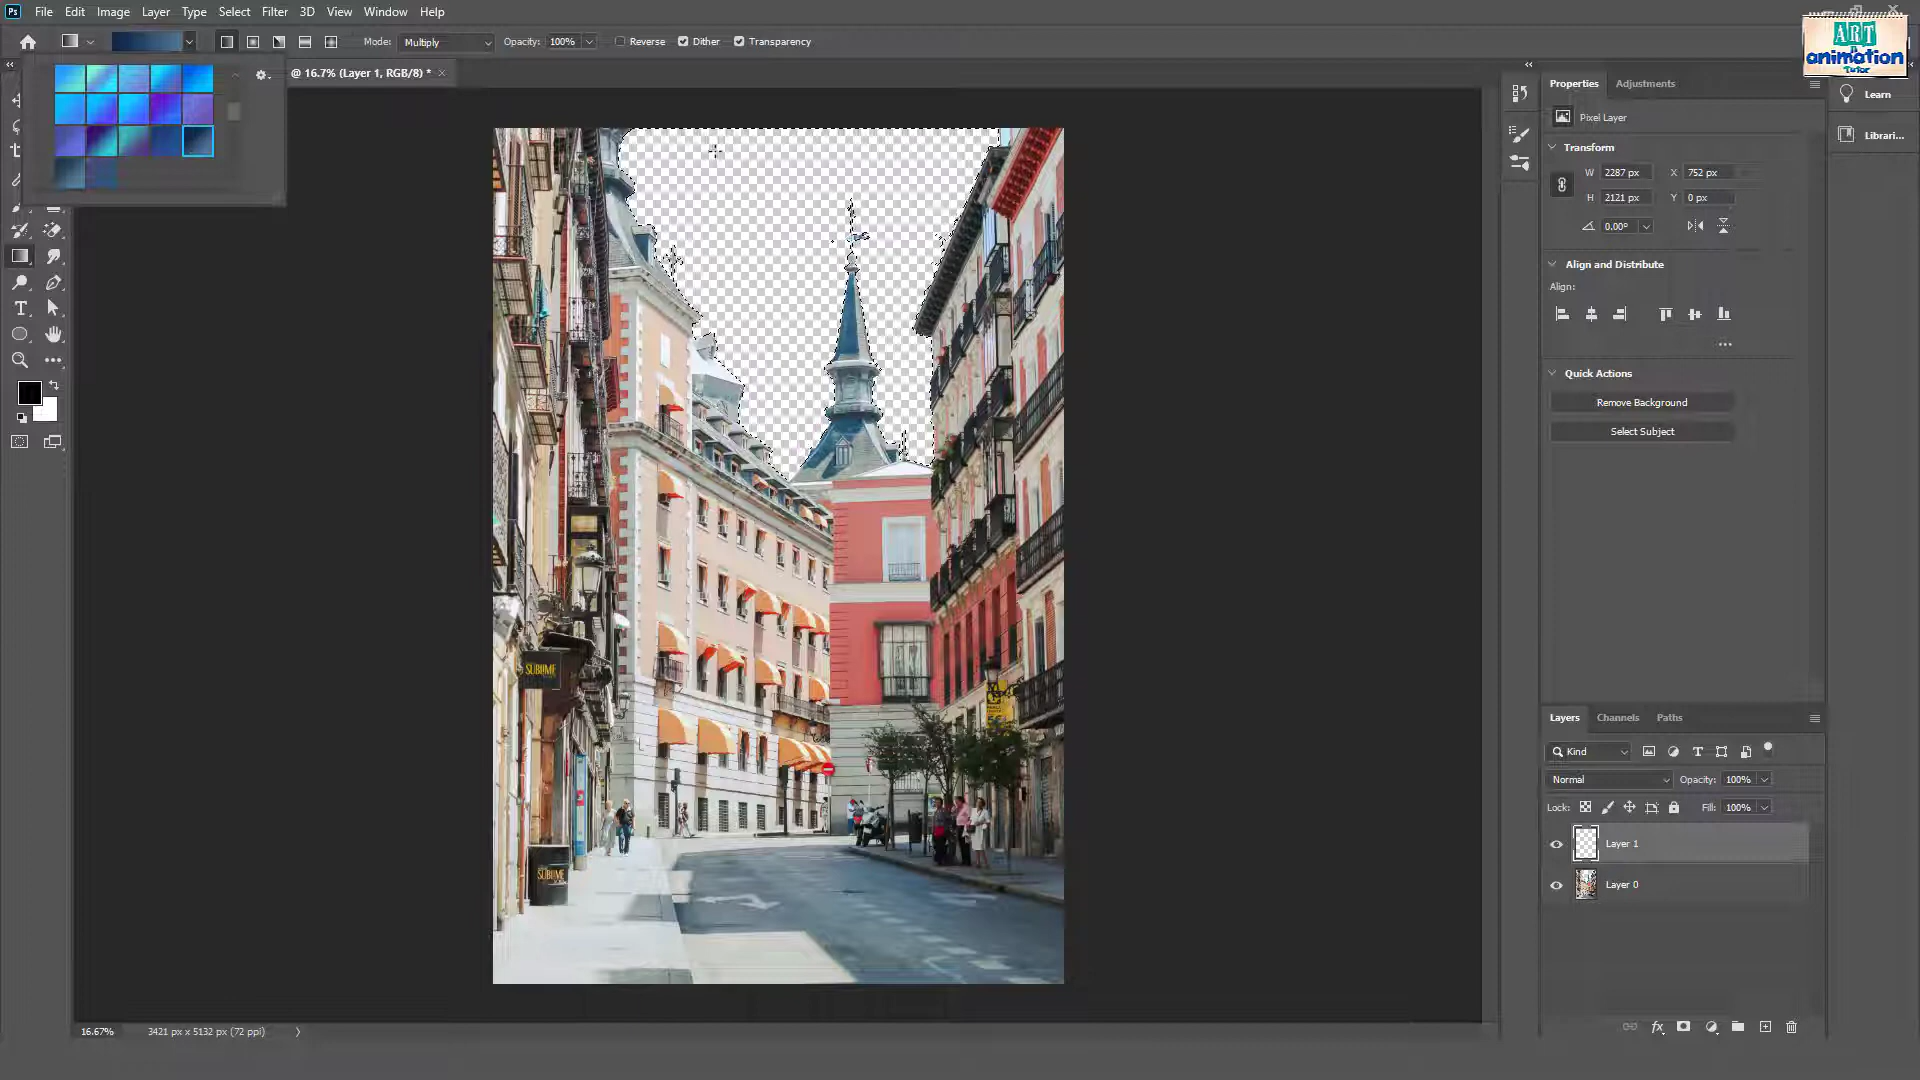 Ps File Edit Image Layer Type Select Filter 3D View Window Help
ART n animation Tutor
Mode: Multiply Opacity: 100% Reverse Dither Transparency
@ 16.7% (Layer 1, RGB/8) * ×
Properties Adjustments
Learn
Pixel Layer
Librari...
Transform
W 2287 px X 752 px
H 2121 px Y 0 px
0.00°
Align and Distribute
Align:
Quick Actions
Remove Background
Select Subject
SUBLIME
SUBLIME
Layers Channels Paths
Kind
Normal Opacity: 100%
Lock: Fill: 100%
Layer 1
Layer 0
fx
16.67% 3421 px x 5132 px (72 ppi)